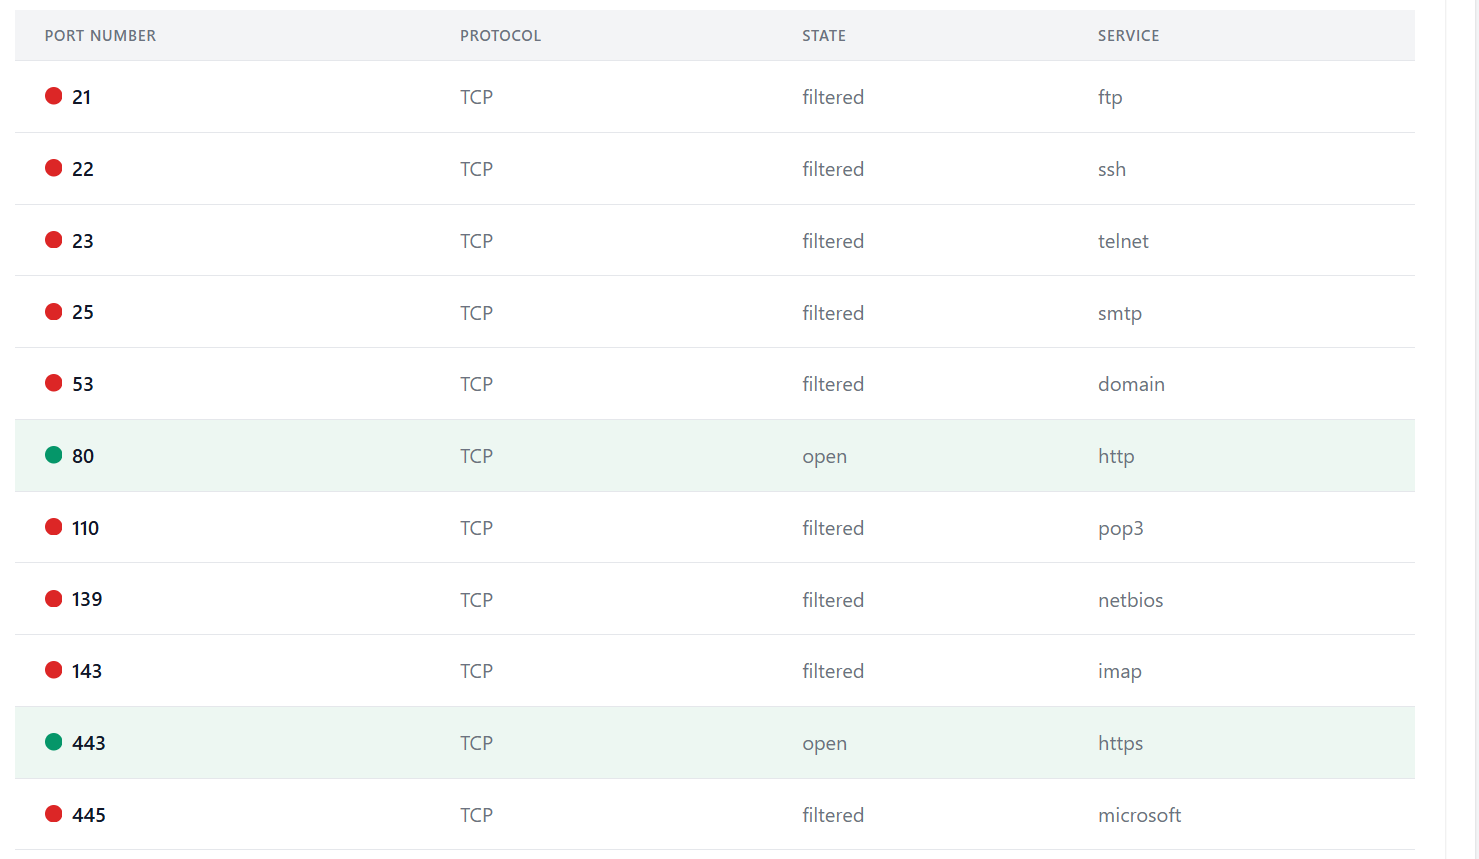 PORT NUMBER PROTOCOL STATE SERVICE
21 TCP filtered ftp
22 TCP filtered ssh
23 TCP filtered telnet
25 TCP filtered smtp
53 TCP filtered domain
80 TCP open http
110 TCP filtered pop3
139 TCP filtered netbios
143 TCP filtered imap
443 TCP open https
445 TCP filtered microsoft